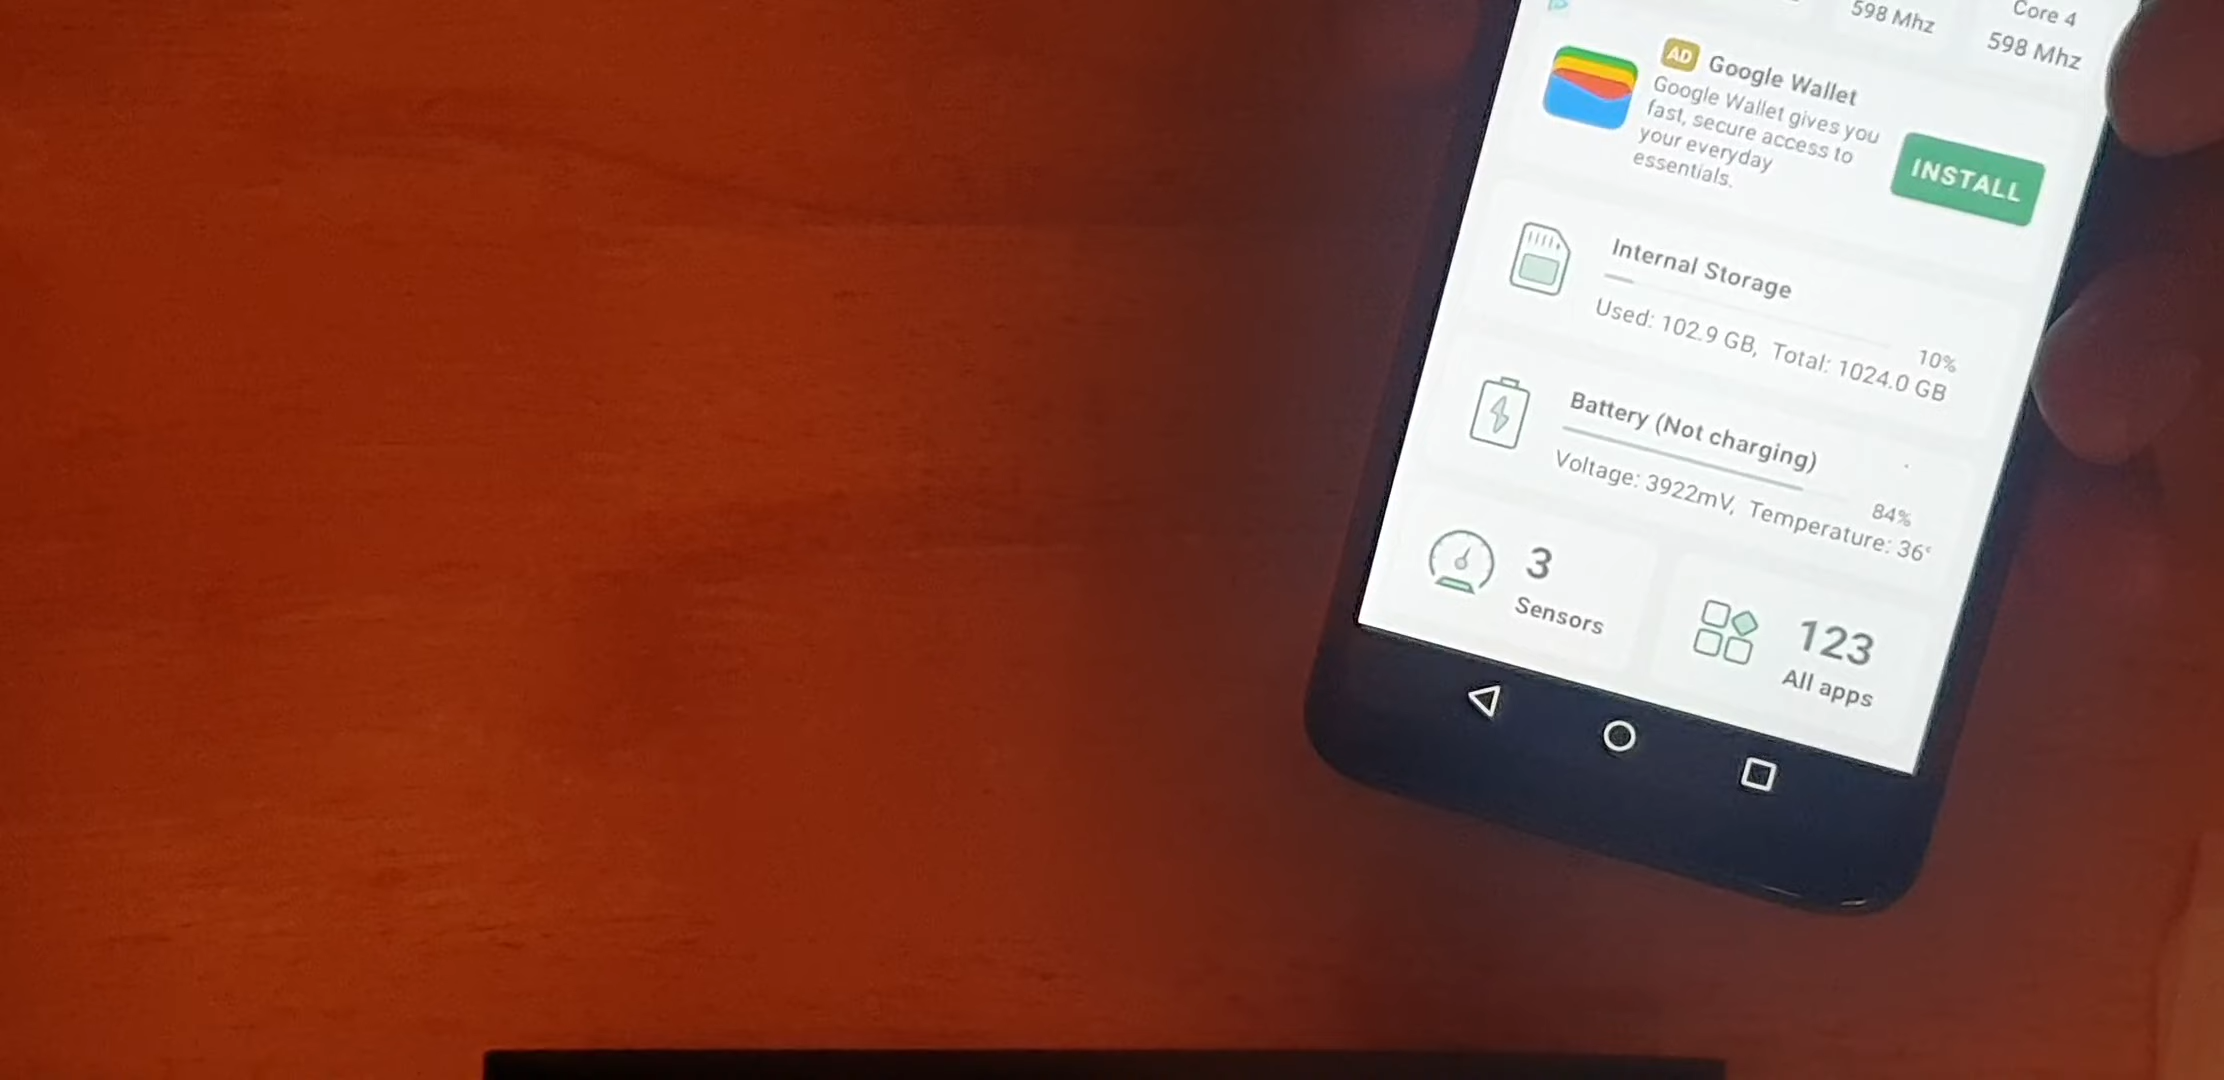 598 Mhz
Core 4
598 Mhz
AD Google Wallet
Google Wallet gives you
fast, secure access to
your everyday
essentials.
INSTALL
Internal Storage
10%
Used: 102.9 GB, Total: 1024.0 GB
Battery (Not charging)
84%
Voltage: 3922mV, Temperature: 36°
3
Sensors
123
All apps